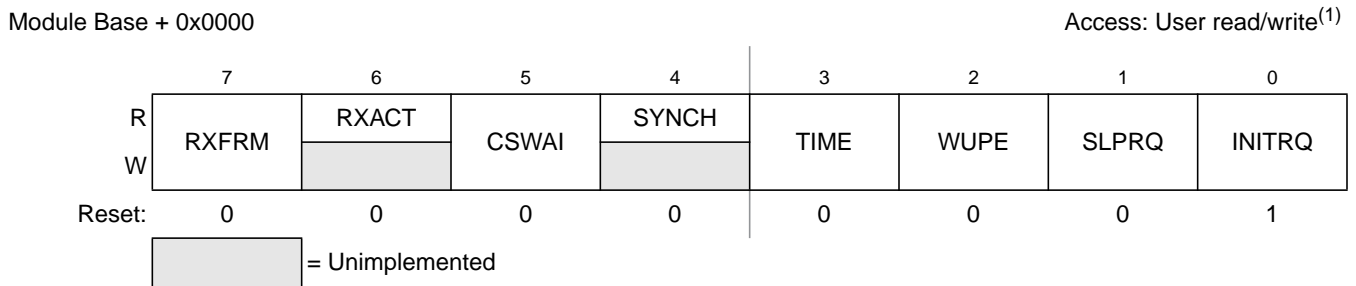 Module Base + 0x0000 Access: User read/write(1)
7 6 5 4 3 2 1 0
R RXFRM RXACT CSWAI SYNCH TIME WUPE SLPRQ INITRQ
W
Reset: 0 0 0 0 0 0 0 1
= Unimplemented